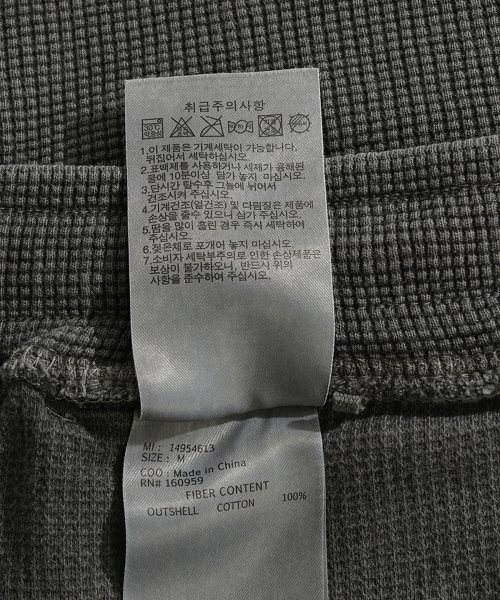 취급주의사항
30℃
약론성
1.이 제품은 기계세탁이 가능합니다.
뒤집어서 세탁하십시오.
2.표백제를 사용하거나 세제가 용해된
물에 10분이상 담가 놓지 마십시오.
3.단시간 탈수후 그늘에 뉘어서
건조시켜 주십시오.
4.기계건조(열건조) 및 다림질은 제품에
손상을 줄수 있으니 삼가 주십시오.
5.땀을 많이 흘린 경우 즉시 세탁하여
주십시오.
6.젖은채로 포개어 놓지 마십시오.
7.소비자 세탁부주의로 인한 손상제품은
보상이 불가하오니, 반드시 위의
사항을 준수하여 주십시오.
MI: 14954613
SIZE: M
COO: Made in China
RN# 160959
FIBER CONTENT
OUTSHELL COTTON 100%